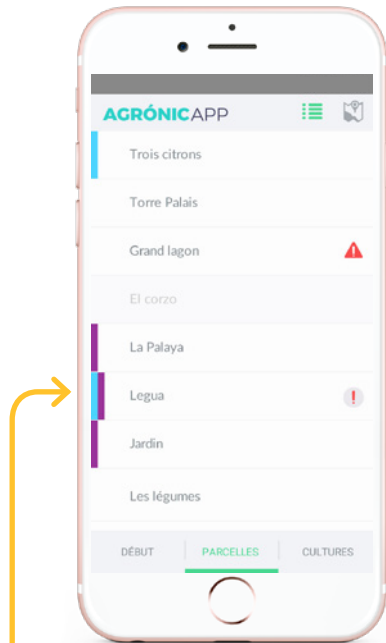 AGRÓNICAPP
Trois citrons
Torre Palais
Grand lagon
El corzo
La Palaya
Legua
Jardin
Les légumes
DÉBUT PARCELLES CULTURES